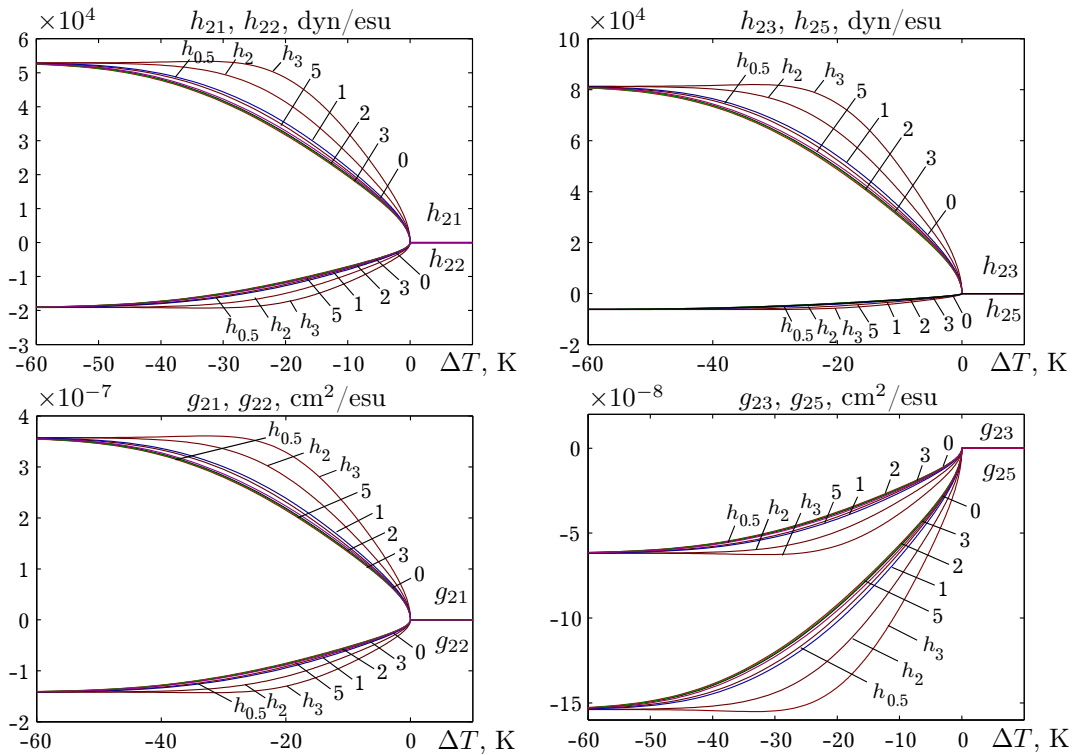 ×10⁴
h₂₁, h₂₂, dyn/esu
6
5
4
3
2
1
0
-1
-2
-3
-60 -50 -40 -30 -20 -10 0 ΔT, K
h₀.₅ h₂ h₃ 5 1 2 3 0
h₂₁
h₂₂
0 3 2 1 5 h₃ h₂ h₀.₅
×10⁴
h₂₃, h₂₅, dyn/esu
10
8
6
4
2
0
-2
-60 -50 -40 -30 -20 -10 0 ΔT, K
h₀.₅ h₂ h₃ 5 1 2 3 0
h₂₃
h₂₅
h₀.₅ h₂ h₃ 5 1 2 3 0
×10⁻⁷
g₂₁, g₂₂, cm²/esu
4
3
2
1
0
-1
-2
-60 -50 -40 -30 -20 -10 0 ΔT, K
h₀.₅ h₂ h₃ 5 1 2 3 0
g₂₁
g₂₂
h₀.₅ h₂ h₃ 5 1 2 3 0
×10⁻⁸
g₂₃, g₂₅, cm²/esu
0
-5
-10
-15
-60 -50 -40 -30 -20 -10 0 ΔT, K
h₀.₅ h₂ h₃ 5 1 2 3 0
g₂₃
g₂₅
0
3
2
1
5
h₃
h₂
h₀.₅